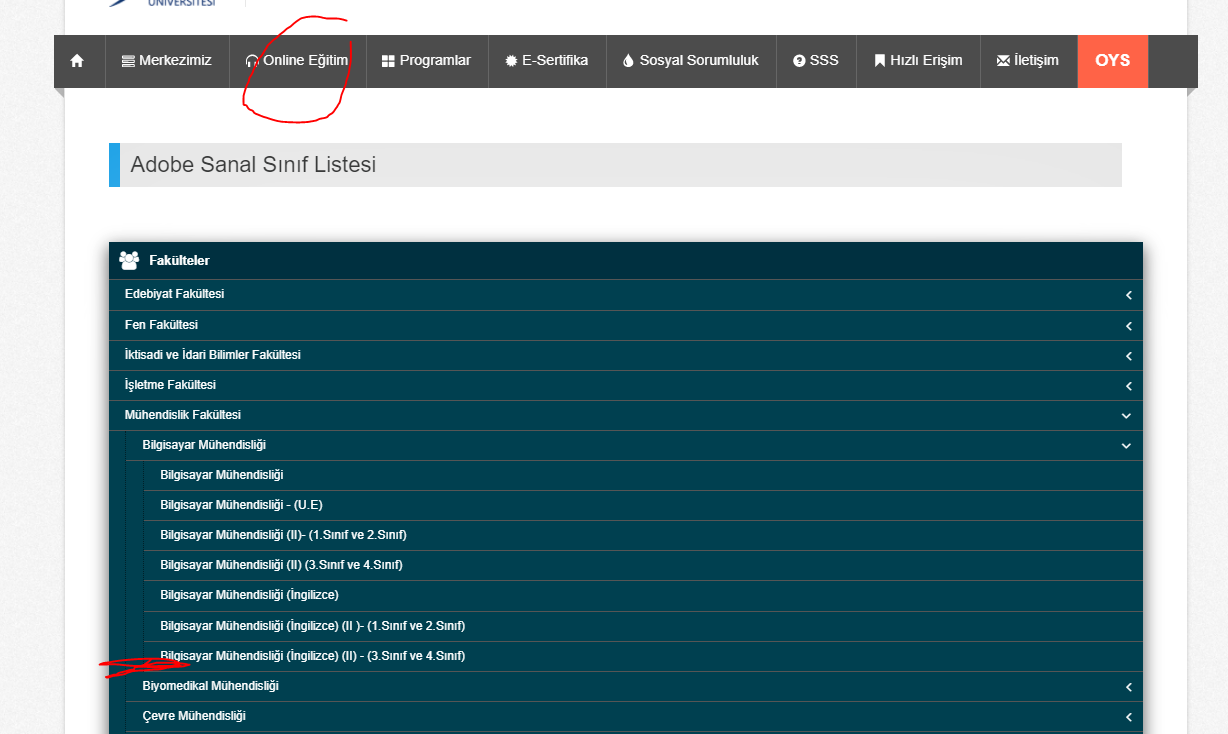 ÜNİVERSİTESİ
Merkezimiz Online Eğitim Programlar E-Sertifika Sosyal Sorumluluk SSS Hızlı Erişim İletişim OYS
Adobe Sanal Sınıf Listesi
Fakülteler
Edebiyat Fakültesi
Fen Fakültesi
İktisadi ve İdari Bilimler Fakültesi
İşletme Fakültesi
Mühendislik Fakültesi
Bilgisayar Mühendisliği
Bilgisayar Mühendisliği
Bilgisayar Mühendisliği - (U.E)
Bilgisayar Mühendisliği (II)- (1.Sınıf ve 2.Sınıf)
Bilgisayar Mühendisliği (II) (3.Sınıf ve 4.Sınıf)
Bilgisayar Mühendisliği (İngilizce)
Bilgisayar Mühendisliği (İngilizce) (II )- (1.Sınıf ve 2.Sınıf)
Bilgisayar Mühendisliği (İngilizce) (II) - (3.Sınıf ve 4.Sınıf)
Biyomedikal Mühendisliği
Çevre Mühendisliği